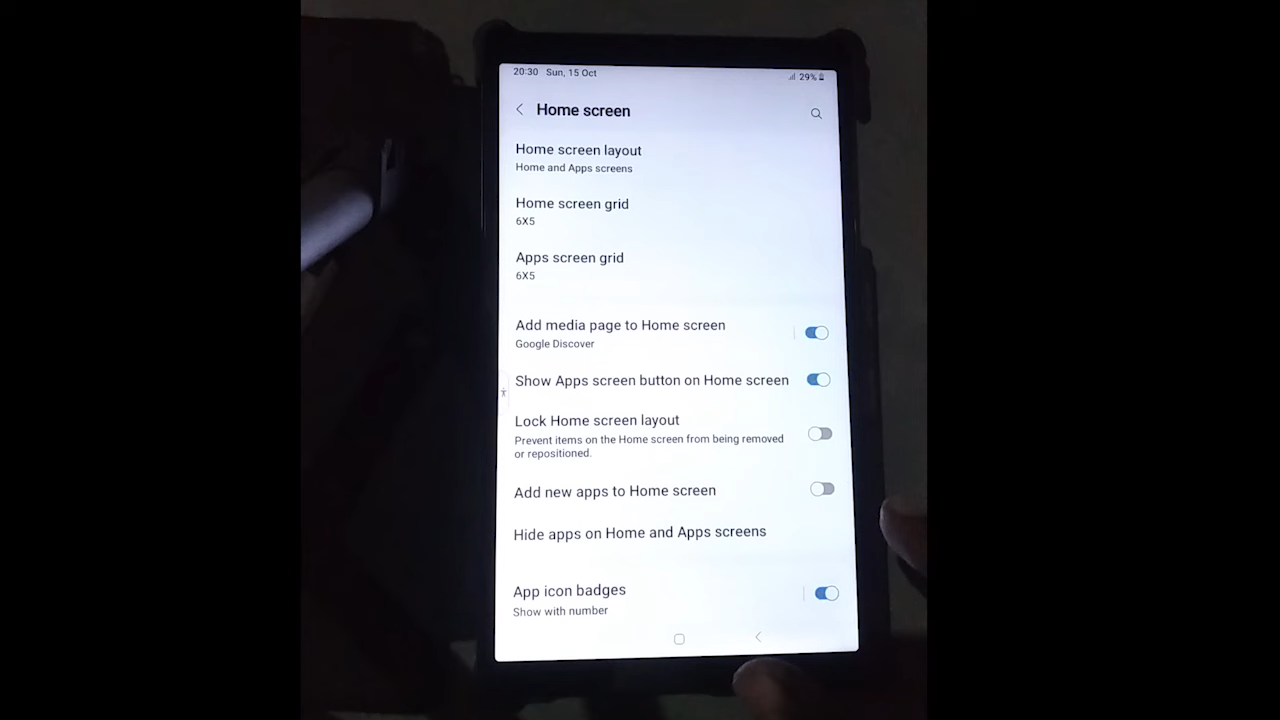 20:30 Sun, 15 Oct 29%
Home screen
Home screen layout
Home and Apps screens
Home screen grid
6X5
Apps screen grid
6X5
Add media page to Home screen
Google Discover
Show Apps screen button on Home screen
Lock Home screen layout
Prevent items on the Home screen from being removed
or repositioned.
Add new apps to Home screen
Hide apps on Home and Apps screens
App icon badges
Show with number